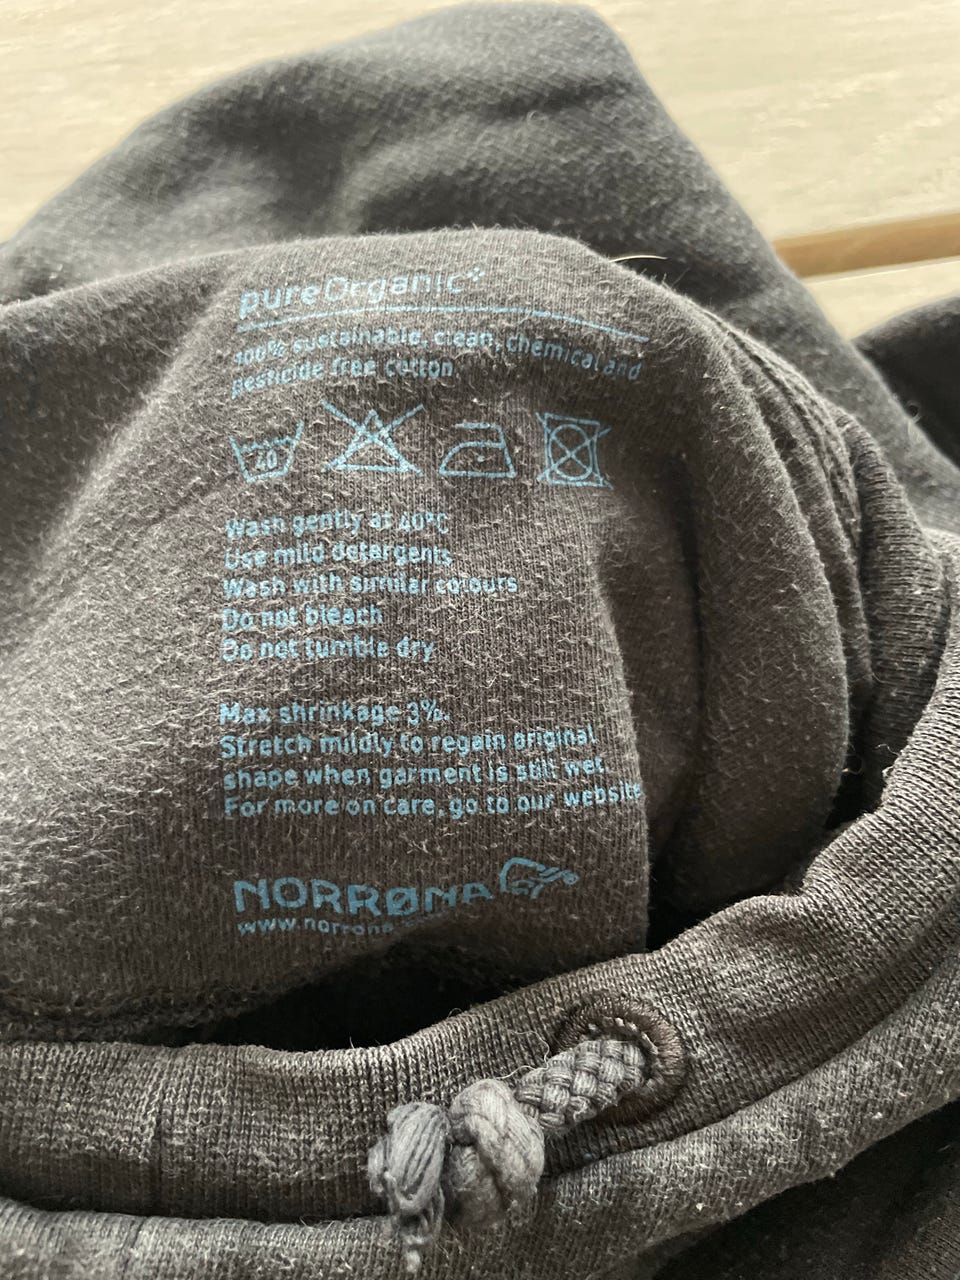 pureOrganic
100% sustainable, clean, chemical and
pesticide free cotton.
40
Wash gently at 40°C
Use mild detergents
Wash with similar colours
Do not bleach
Do not tumble dry
Max shrinkage 3%.
Stretch mildly to regain original
shape when garment is still wet.
For more on care, go to our website
NORRØNA
www.norrona